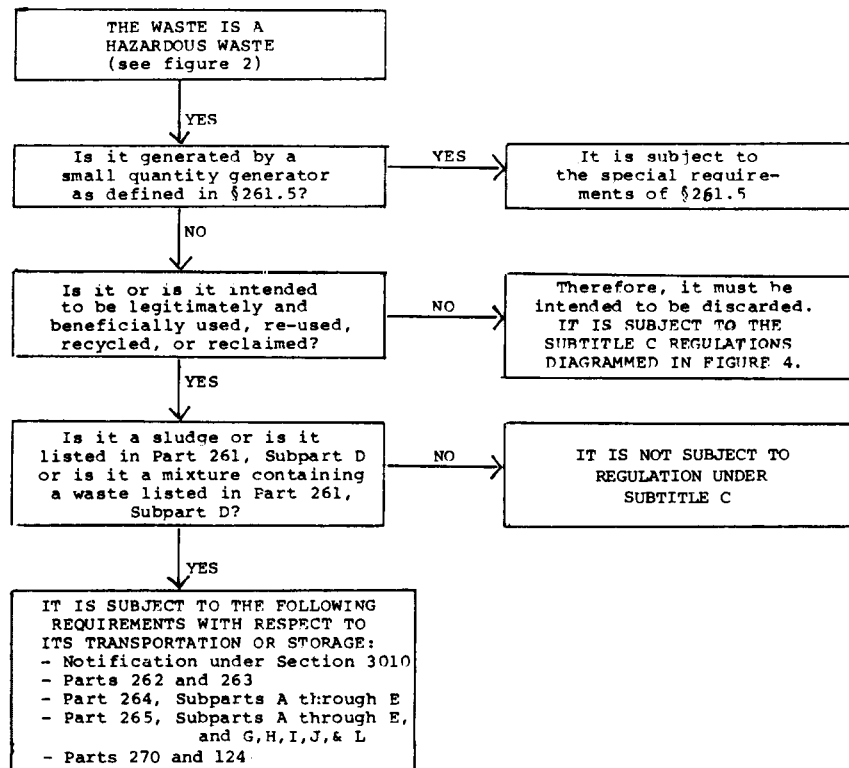 THE WASTE IS A
HAZARDOUS WASTE
(see figure 2)
YES
Is it generated by a
small quantity generator
as defined in §261.5?
YES
It is subject to
the special require-
ments of §261.5
NO
Is it or is it intended
to be legitimately and
beneficially used, re-used,
recycled, or reclaimed?
NO
Therefore, it must be
intended to be discarded.
IT IS SUBJECT TO THE
SUBTITLE C REGULATIONS
DIAGRAMMED IN FIGURE 4.
YES
Is it a sludge or is it
listed in Part 261, Subpart D
or is it a mixture containing
a waste listed in Part 261,
Subpart D?
NO
IT IS NOT SUBJECT TO
REGULATION UNDER
SUBTITLE C
YES
IT IS SUBJECT TO THE FOLLOWING
REQUIREMENTS WITH RESPECT TO
ITS TRANSPORTATION OR STORAGE:
- Notification under Section 3010
- Parts 262 and 263
- Part 264, Subparts A through E
- Part 265, Subparts A through E,
and G,H,I,J,& L
- Parts 270 and 124